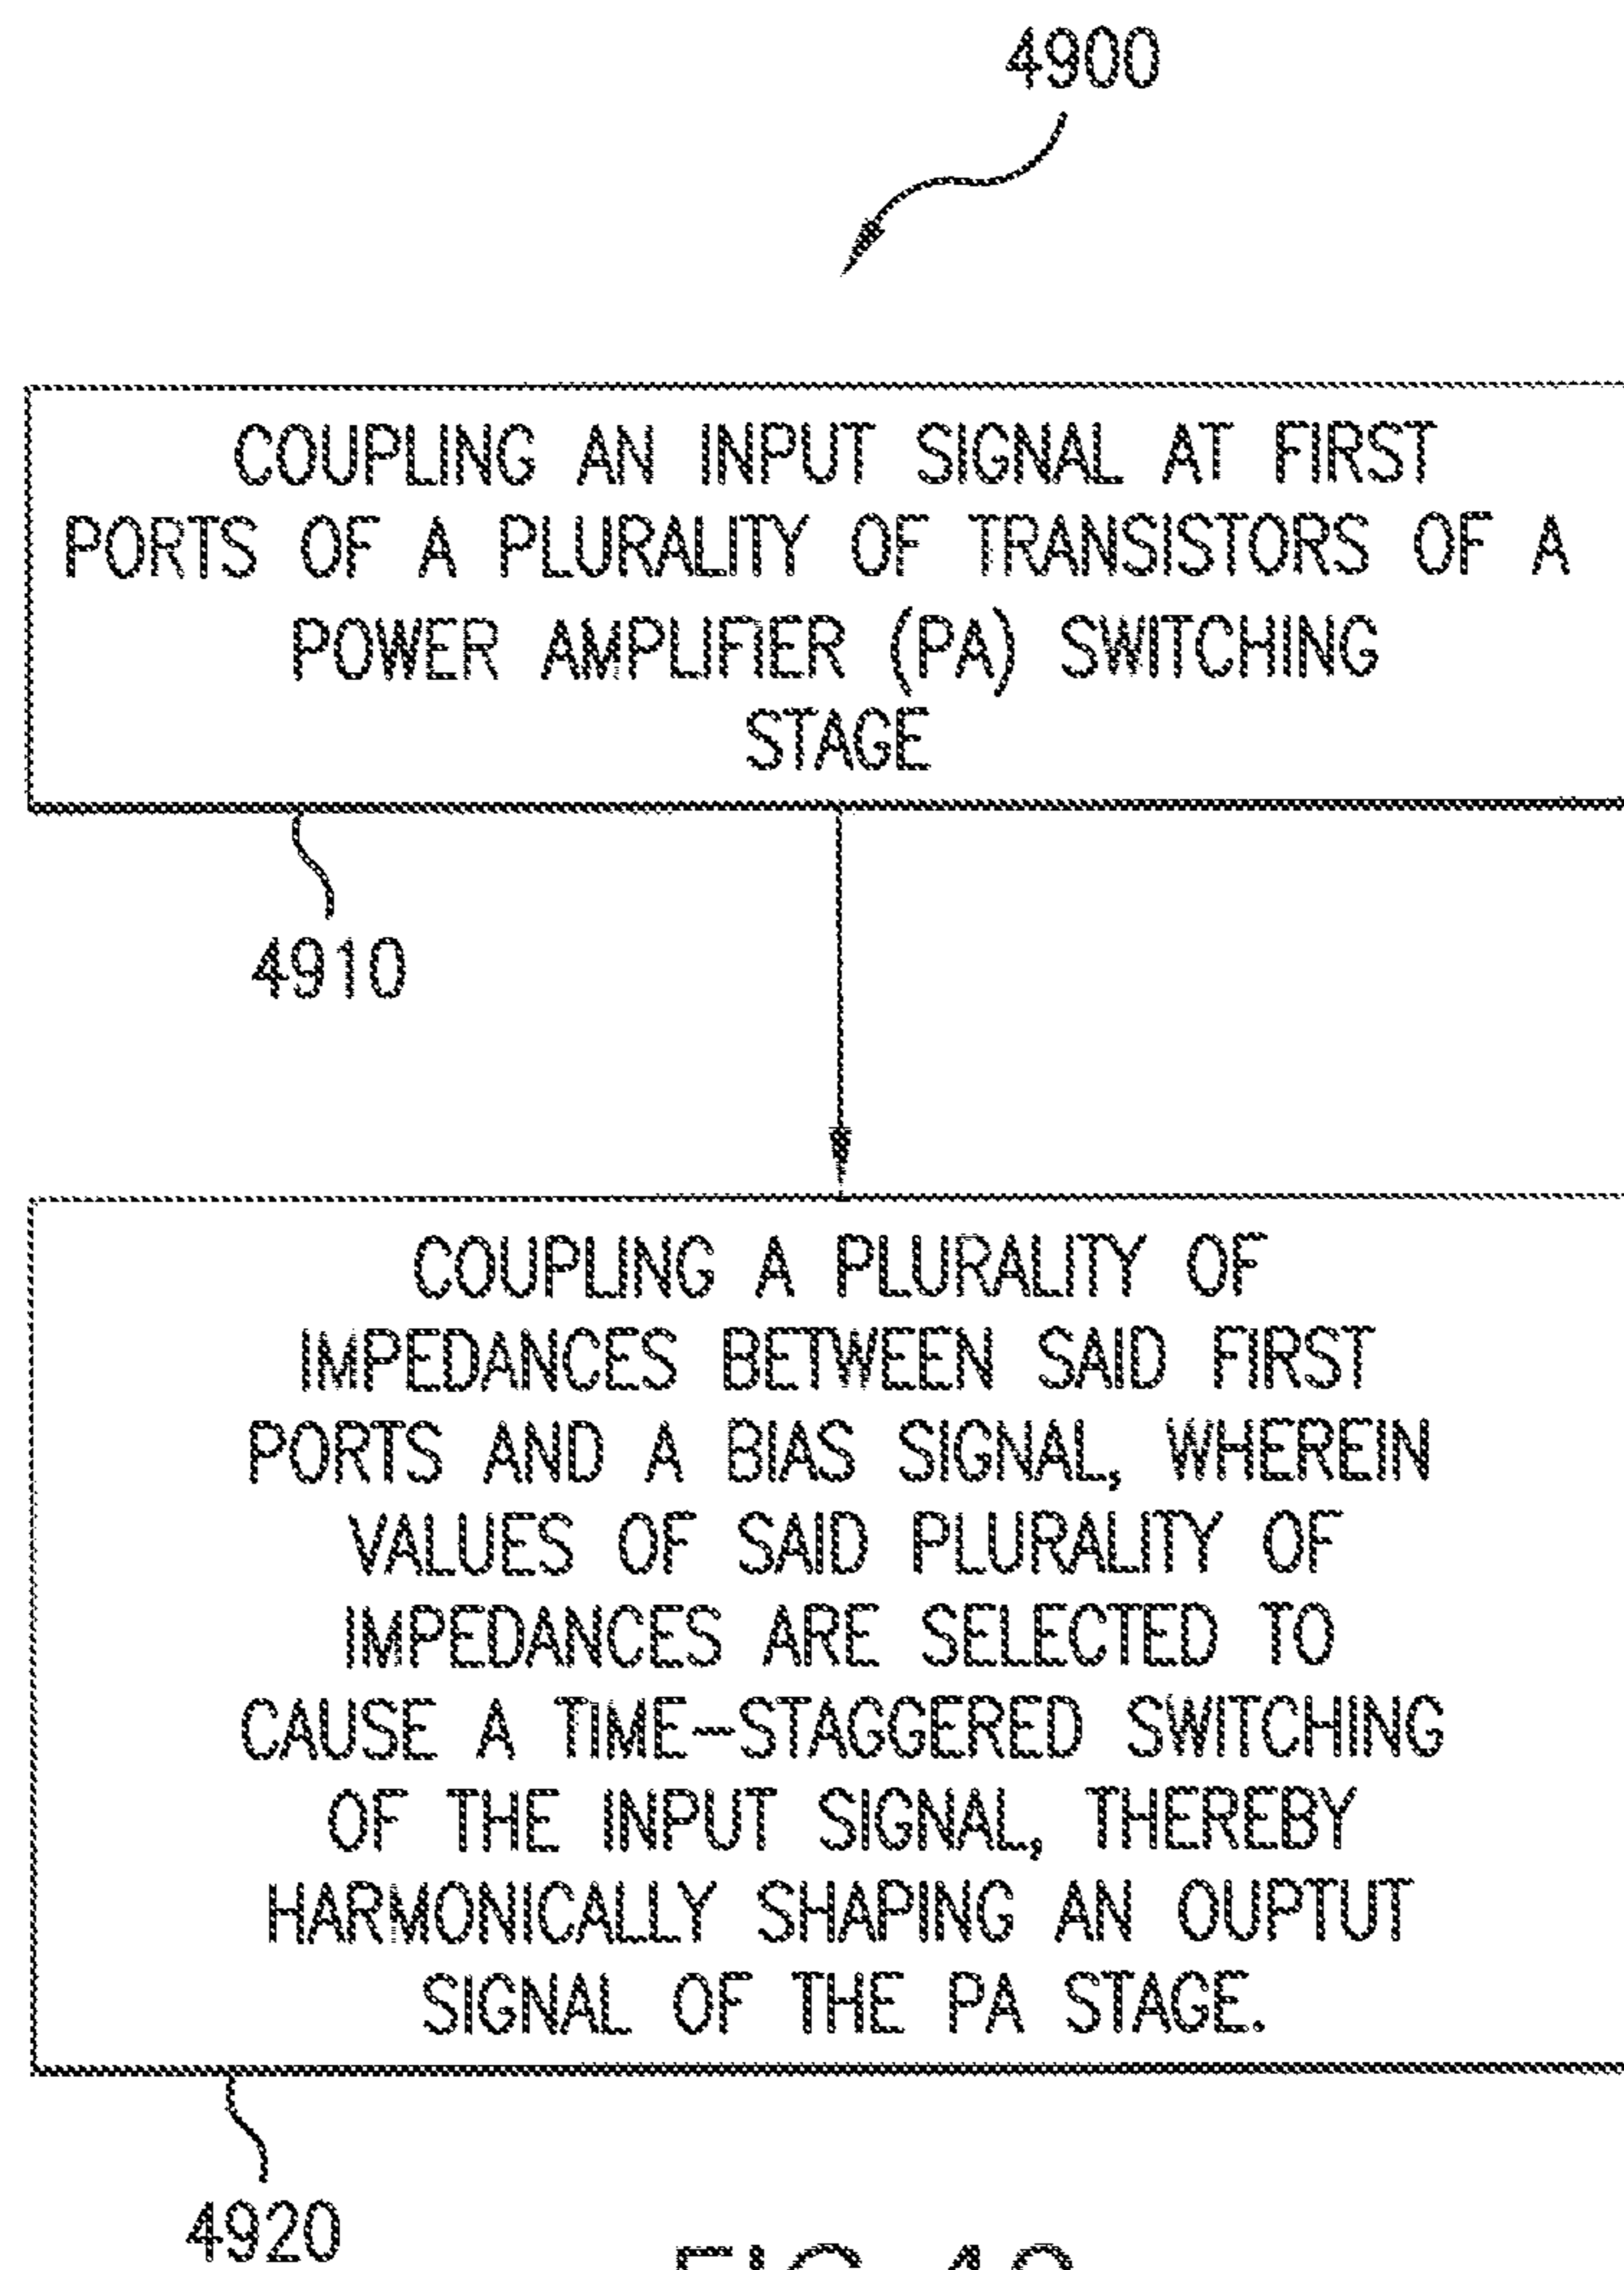 4900
COUPLING AN INPUT SIGNAL AT FIRST
PORTS OF A PLURALITY OF TRANSISTORS OF A
POWER AMPLIFIER (PA) SWITCHING
STAGE
4910
COUPLING A PLURALITY OF
IMPEDANCES BETWEEN SAID FIRST
PORTS AND A BIAS SIGNAL, WHEREIN
VALUES OF SAID PLURALITY OF
IMPEDANCES ARE SELECTED TO
CAUSE A TIME-STAGGERED SWITCHING
OF THE INPUT SIGNAL, THEREBY
HARMONICALLY SHAPING AN OUPTUT
SIGNAL OF THE PA STAGE.
4920